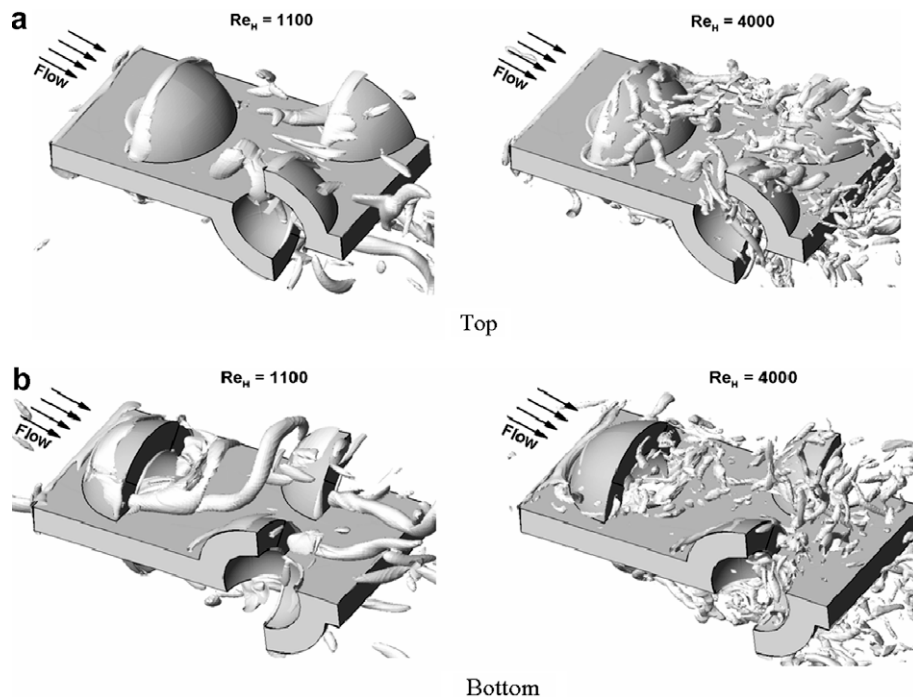 a
Re_H = 1100
Re_H = 4000
Flow
Flow
Top
b
Re_H = 1100
Re_H = 4000
Flow
Flow
Bottom